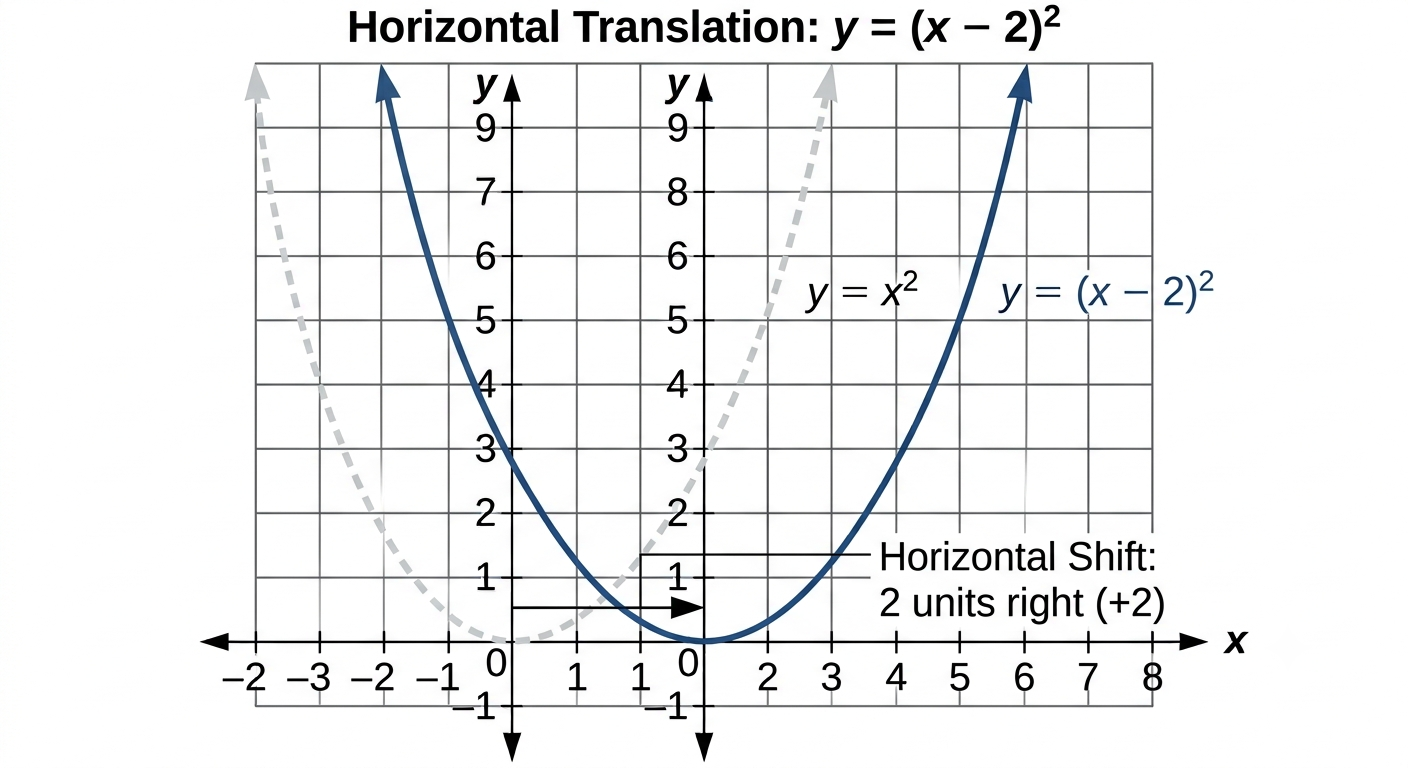 Horizontal Translation: y = (x − 2)²
y y
9 9
7 8
6 6
y = x² y = (x − 2)²
5 5
4 4
3 3
2 2
Horizontal Shift:
1 1
2 units right (+2)
x
0 0
−2 −3 −2 −1 1 1 2 3 4 5 6 7 8
−1 −1